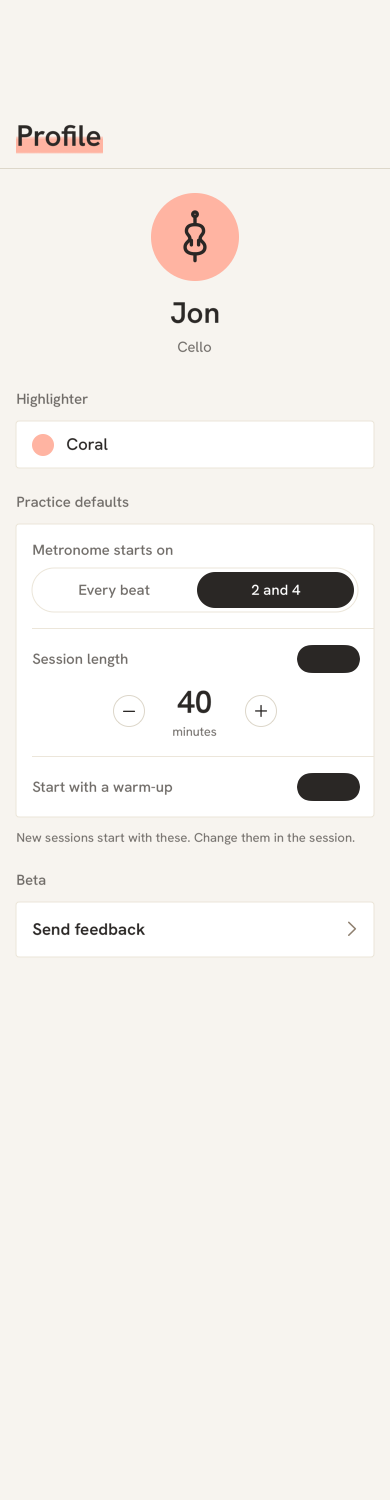 Profile
Jon
Cello
Highlighter
Coral
Practice defaults
Metronome starts on
Every beat
2 and 4
Session length
40
minutes
Start with a warm-up
New sessions start with these. Change them in the session.
Beta
Send feedback